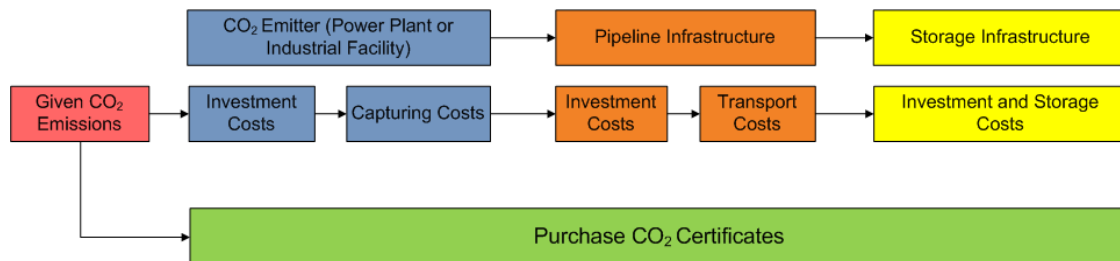 CO₂ Emitter (Power Plant or
Industrial Facility)
Pipeline Infrastructure
Storage Infrastructure
Given CO₂
Emissions
Investment
Costs
Capturing Costs
Investment
Costs
Transport
Costs
Investment and Storage
Costs
Purchase CO₂ Certificates